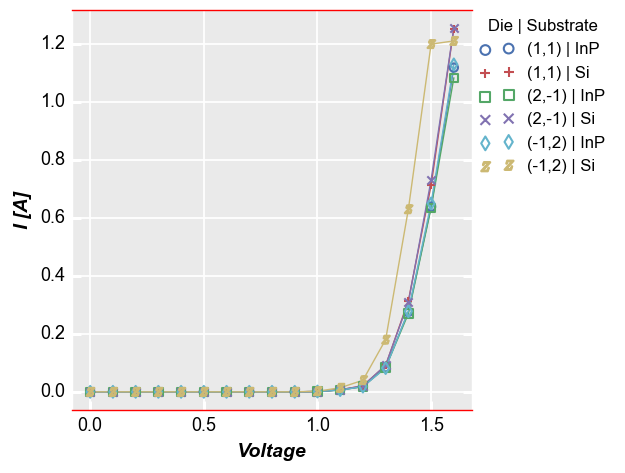 Die | Substrate
(1,1) | InP
(1,1) | Si
(2,-1) | InP
(2,-1) | Si
(-1,2) | InP
(-1,2) | Si
I [A]
1.2
1.0
0.8
0.6
0.4
0.2
0.0
0.0 0.5 1.0 1.5
Voltage